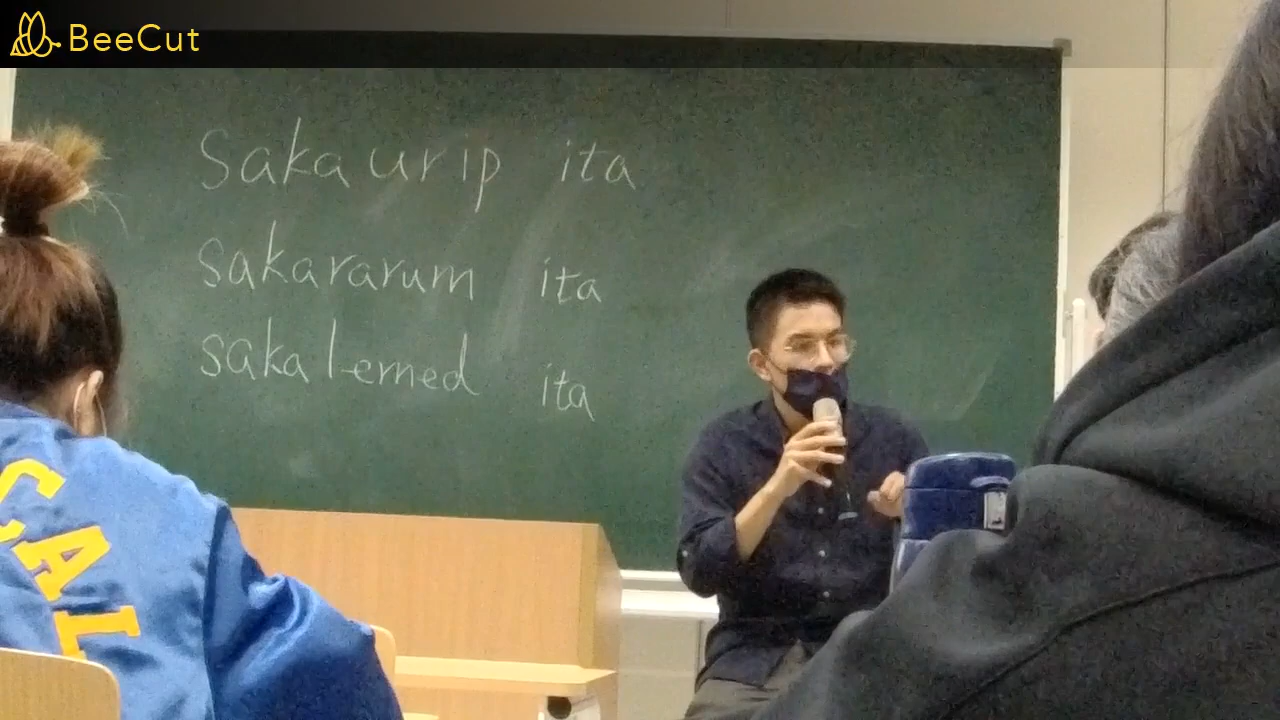 BeeCut
Sakaurip ita
sakararum ita
sakalemed ita
CAL